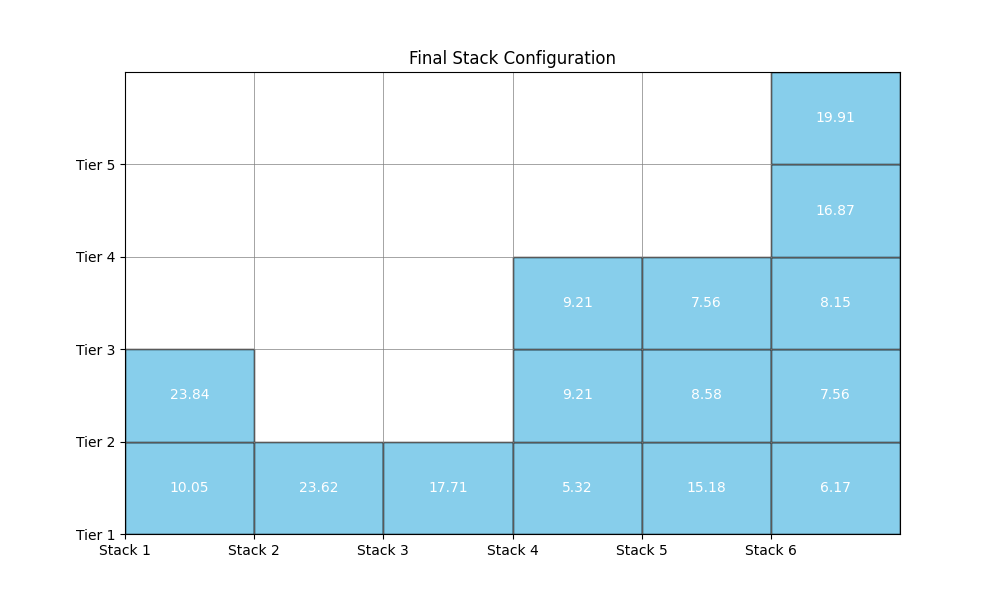 Final Stack Configuration
19.91
Tier 5
16.87
Tier 4
9.21 7.56 8.15
Tier 3
23.84 9.21 8.58 7.56
Tier 2
10.05 23.62 17.71 5.32 15.18 6.17
Tier 1
Stack 1 Stack 2 Stack 3 Stack 4 Stack 5 Stack 6